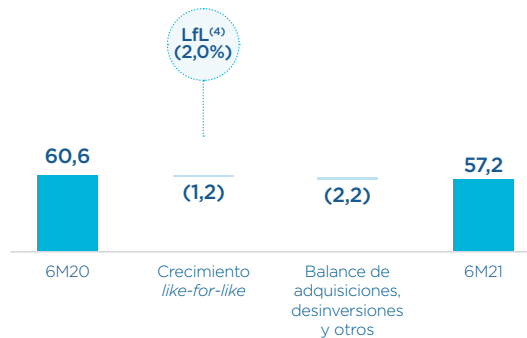 LfL(4)
(2,0%)
60,6
(1,2)
(2,2)
57,2
6M20
Crecimiento
like-for-like
Balance de
adquisiciones,
desinversiones
y otros
6M21